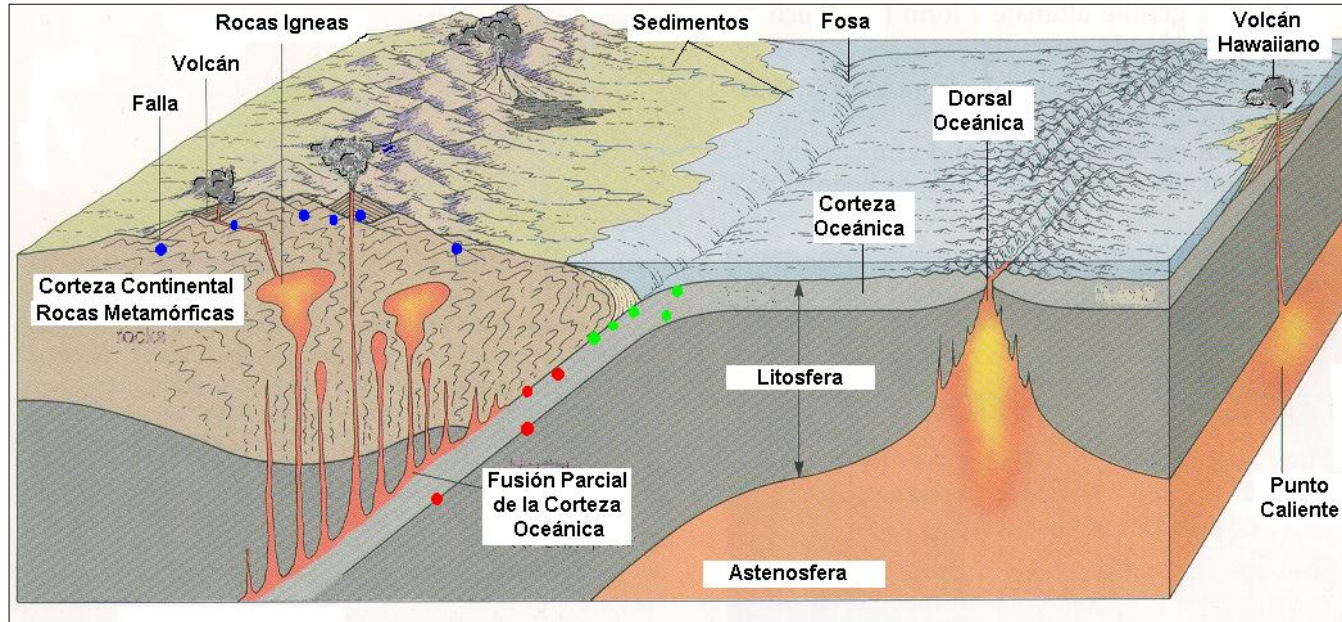 Rocas Igneas
Sedimentos
Fosa
Volcán
Hawaiiano
Volcán
Falla
Dorsal
Oceánica
Corteza
Oceánica
Corteza Continental
Rocas Metamórficas
rocks
Litosfera
Fusión Parcial
de la Corteza
Oceánica
Punto
Caliente
Astenosfera